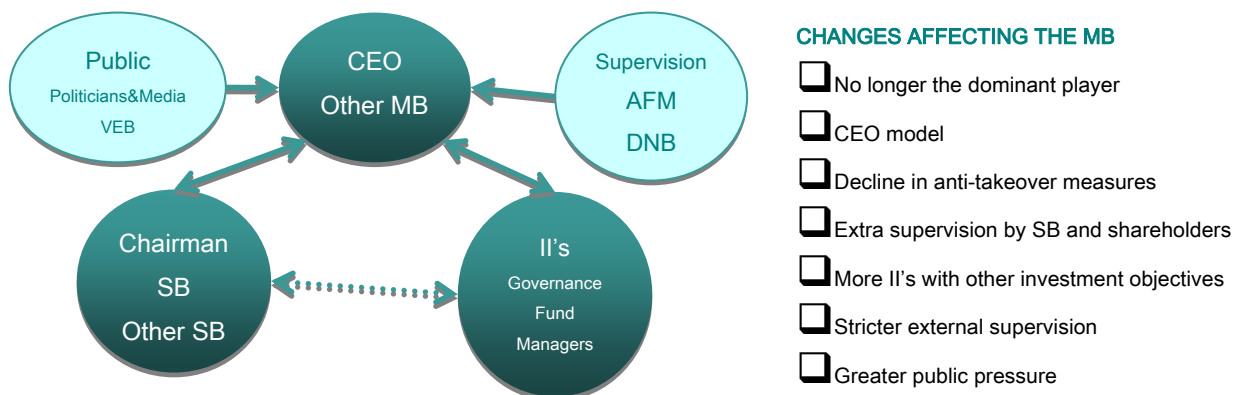 Public
Politicians&Media
VEB
CEO
Other MB
Supervision
AFM
DNB
Chairman
SB
Other SB
II's
Governance
Fund
Managers
CHANGES AFFECTING THE MB
No longer the dominant player
CEO model
Decline in anti-takeover measures
Extra supervision by SB and shareholders
More II's with other investment objectives
Stricter external supervision
Greater public pressure